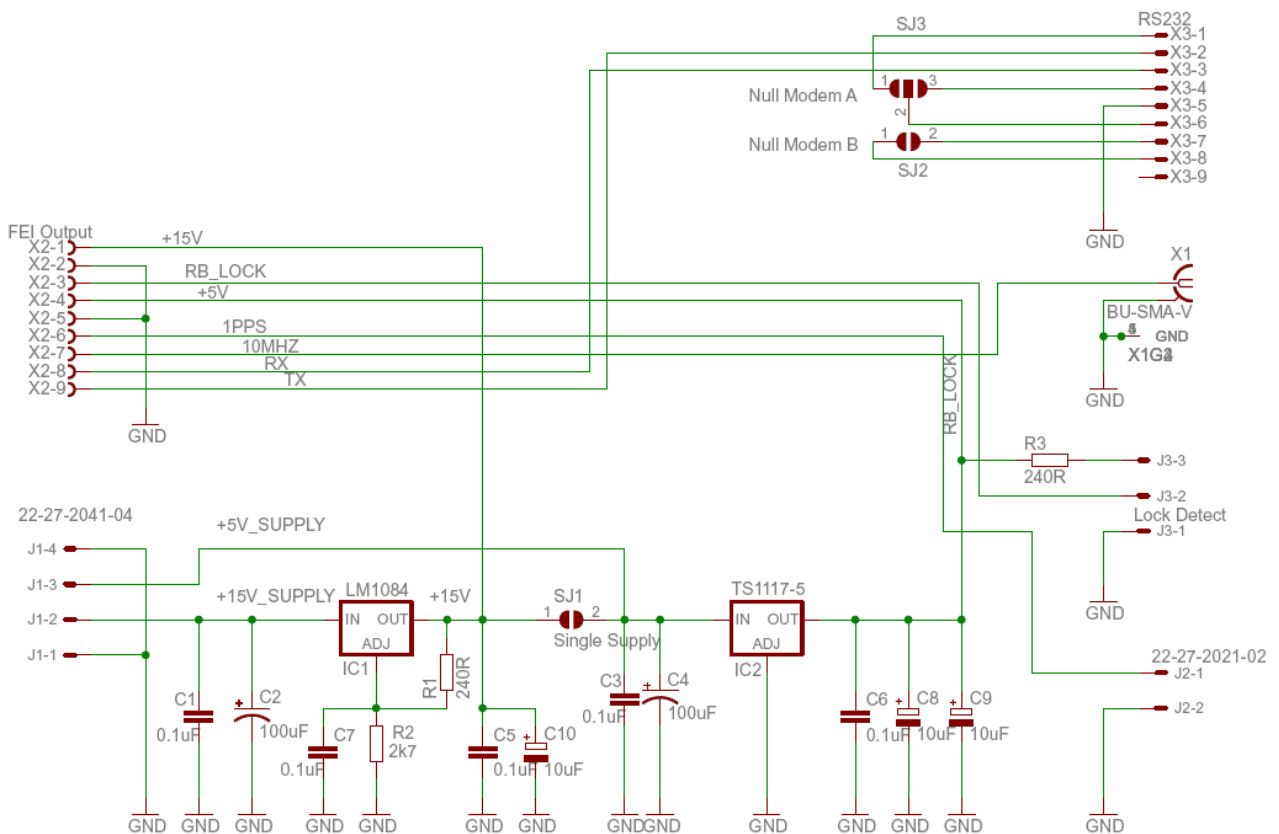 RS232
SJ3
X3-1
X3-2
X3-3
1
3
X3-4
Null Modem A
2
X3-5
X3-6
Null Modem B
1
2
X3-7
X3-8
SJ2
X3-9
GND
FEI Output
X2-1
+15V
X2-2
X2-3
RB_LOCK
X2-4
+5V
X2-5
X2-6
1PPS
X2-7
10MHZ
X2-8
RX
X2-9
TX
GND
X1
BU-SMA-V
GND
GND
RB_LOCK
R3
240R
J3-3
J3-2
Lock Detect
J3-1
GND
22-27-2041-04
+5V_SUPPLY
J1-4
J1-3
J1-2
+15V_SUPPLY
J1-1
LM1084
IN
OUT
ADJ
IC1
+15V
SJ1
1
2
Single Supply
TS1117-5
IN
OUT
ADJ
IC2
22-27-2021-02
J2-1
J2-2
R1
240R
C1
0.1uF
+
C2
100uF
C7
0.1uF
R2
2k7
C5
0.1uF
+
C10
10uF
C3
0.1uF
+
C4
100uF
C6
0.1uF
+
C8
10uF
+
C9
10uF
GND
GND
GND
GND
GND
GND
GND
GND
GND
GND
GND
GND
GND
GND